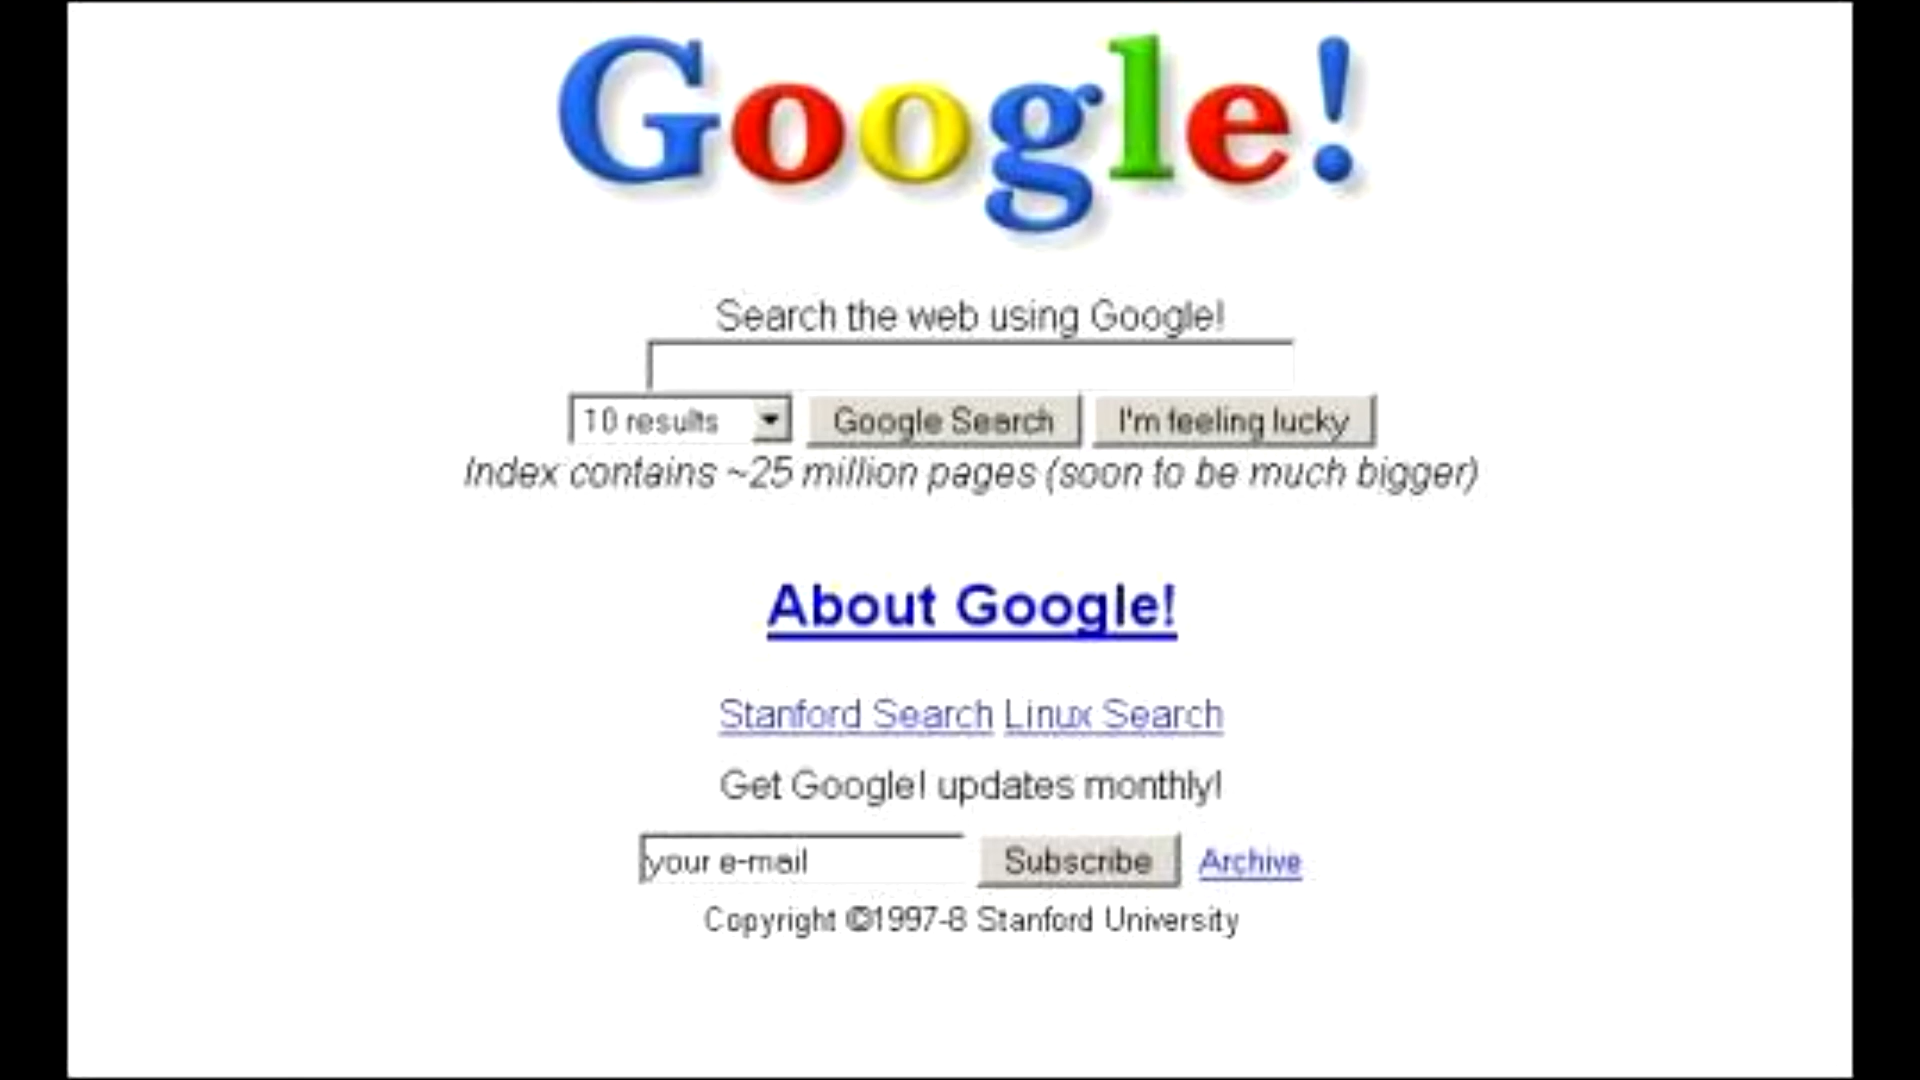 Google!
Search the web using Google!
10 results Google Search I'm feeling lucky
Index contains ~25 million pages (soon to be much bigger)
About Google!
Stanford Search Linux Search
Get Google! updates monthly!
your e-mail Subscribe Archive
Copyright ©1997-8 Stanford University